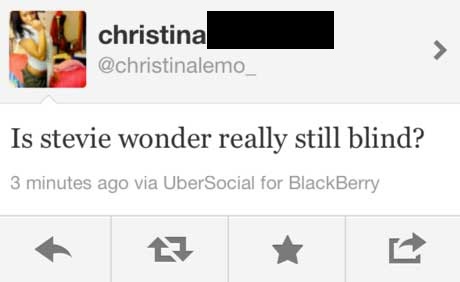 christina
@christinalemo_
Is stevie wonder really still blind?
3 minutes ago via UberSocial for BlackBerry